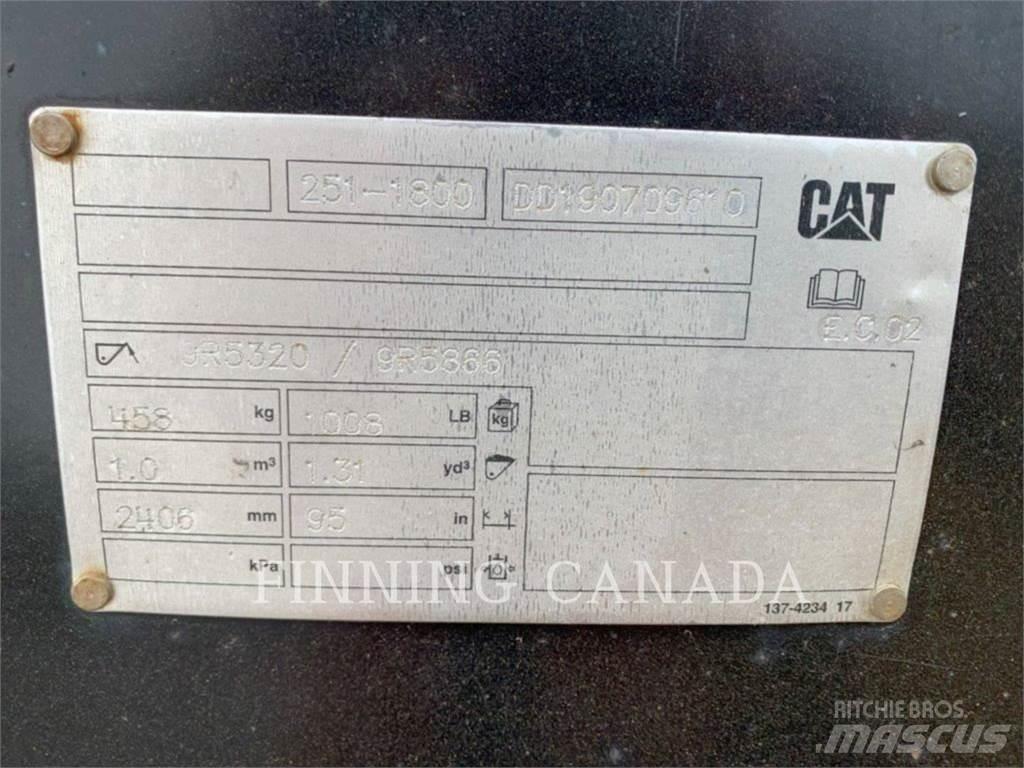 251-1800 DD190709610 CAT
E.C.02
9R5320 / 9R5866
458 kg 1008 LB kg
1.0 m³ 1.31 yd³
2406 mm 95 in
kPa psi
137-4234 17
FINNING CANADA
RITCHIE BROS.
MASCUS